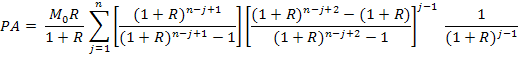 PA = \frac{M_0 R}{1+R} \sum_{j=1}^{n} \left[ \frac{(1+R)^{n-j+1}}{(1+R)^{n-j+1}-1} \right] \left[ \frac{(1+R)^{n-j+2}-(1+R)}{(1+R)^{n-j+2}-1} \right]^{j-1} \frac{1}{(1+R)^{j-1}}